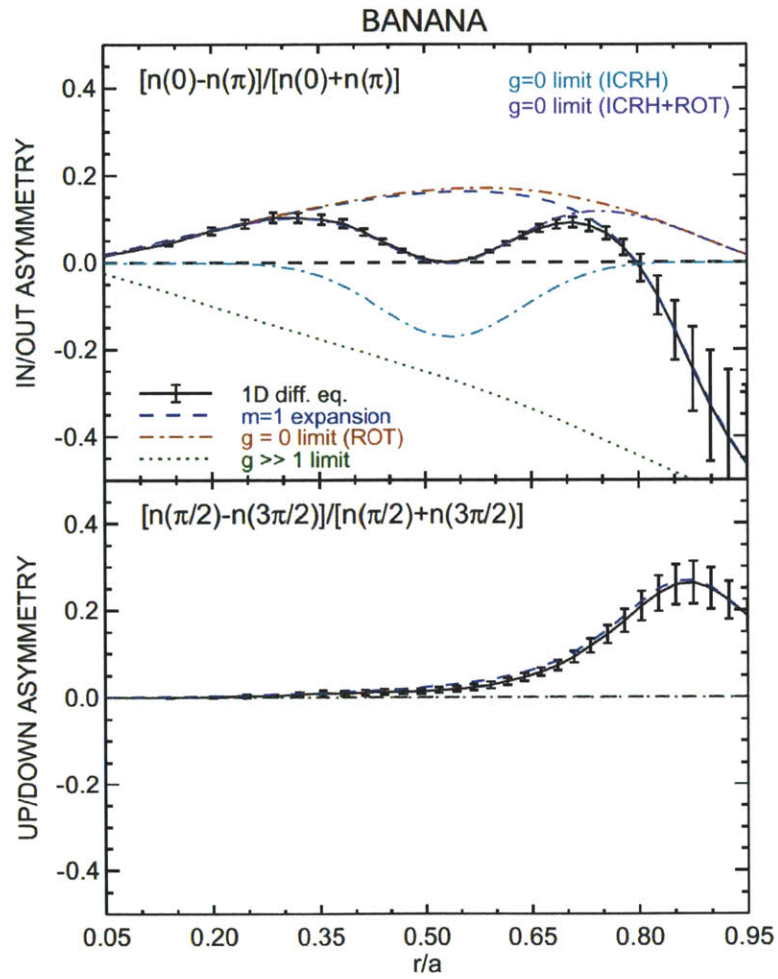 BANANA
[n(0)-n(π)]/[n(0)+n(π)]
g=0 limit (ICRH)
g=0 limit (ICRH+ROT)
IN/OUT ASYMMETRY
0.4
0.2
0.0
-0.2
-0.4
1D diff. eq.
m=1 expansion
g = 0 limit (ROT)
g >> 1 limit
[n(π/2)-n(3π/2)]/[n(π/2)+n(3π/2)]
UP/DOWN ASYMMETRY
0.4
0.2
0.0
-0.2
-0.4
0.05 0.20 0.35 0.50 0.65 0.80 0.95
r/a